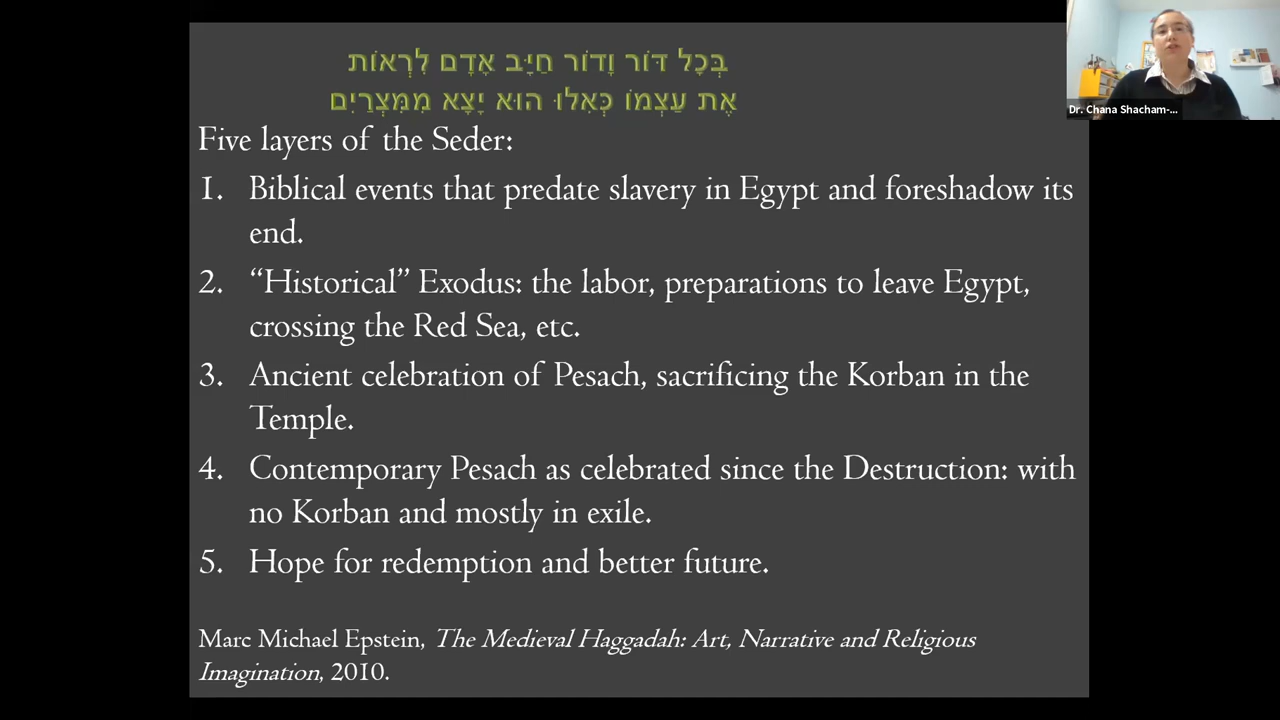 בְּכָל דּוֹר וָדוֹר חַיָּב אָדָם לִרְאוֹת
אֶת עַצְמוֹ כְּאִלוּ הוּא יָצָא מִמִּצְרַיִם
Five layers of the Seder:
1. Biblical events that predate slavery in Egypt and foreshadow its
end.
2. “Historical” Exodus: the labor, preparations to leave Egypt,
crossing the Red Sea, etc.
3. Ancient celebration of Pesach, sacrificing the Korban in the
Temple.
4. Contemporary Pesach as celebrated since the Destruction: with
no Korban and mostly in exile.
5. Hope for redemption and better future.
Marc Michael Epstein, The Medieval Haggadah: Art, Narrative and Religious
Imagination, 2010.
Dr. Chana Shacham-...